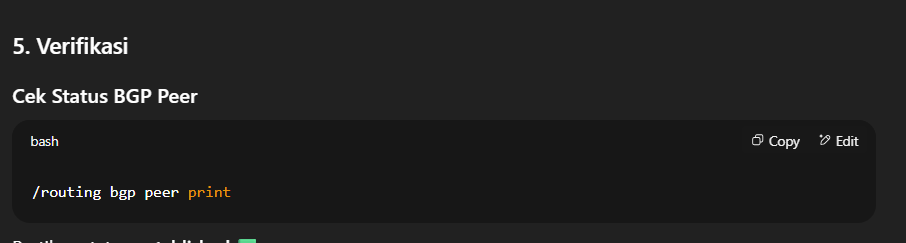 5. Verifikasi
Cek Status BGP Peer
bash
Copy
Edit
/routing bgp peer print